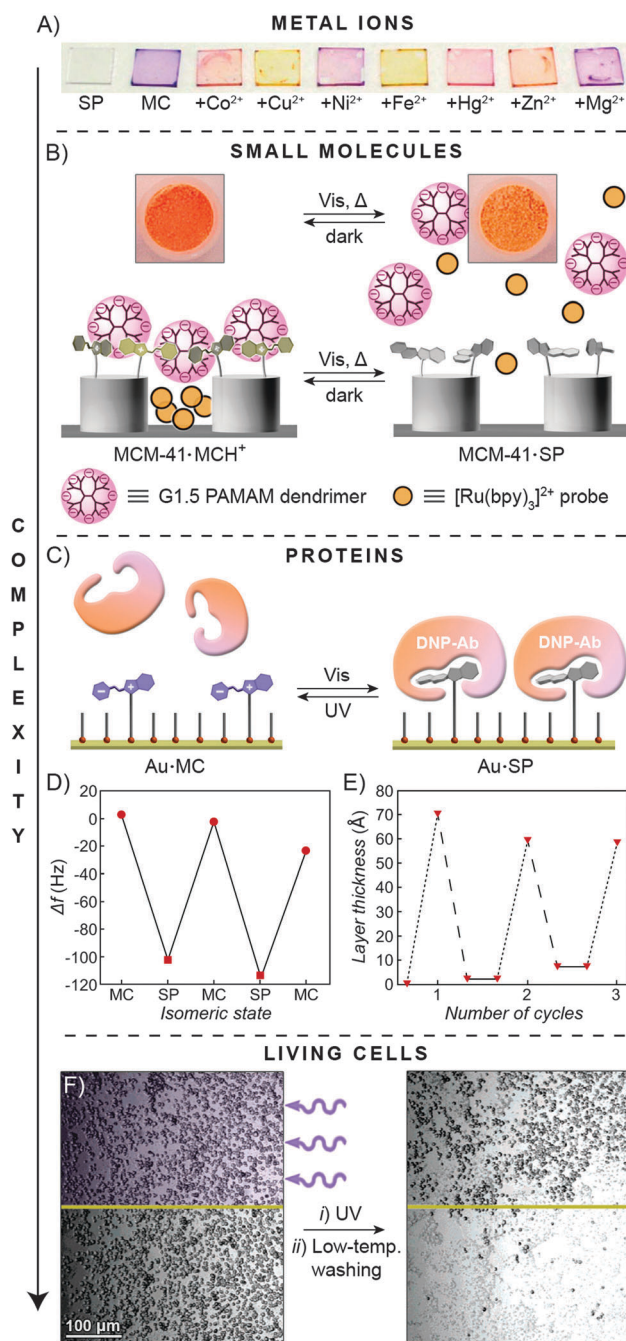 A)
METAL IONS
SP MC +Co²⁺ +Cu²⁺ +Ni²⁺ +Fe²⁺ +Hg²⁺ +Zn²⁺ +Mg²⁺
COMPLEXITY
B)
SMALL MOLECULES
Vis, Δ
dark
Vis, Δ
dark
MCM-41·MCH⁺
MCM-41·SP
≡ G1.5 PAMAM dendrimer
≡ [Ru(bpy)₃]²⁺ probe
C)
PROTEINS
DNP-Ab
DNP-Ab
Vis
UV
Au·MC
Au·SP
D)
20
0
-20
-40
-60
-80
-100
-120
Δf (Hz)
MC SP MC SP MC
Isomeric state
E)
80
70
60
50
40
30
20
10
0
Layer thickness (Å)
1 2 3
Number of cycles
LIVING CELLS
F)
i) UV
ii) Low-temp.
washing
100 μm